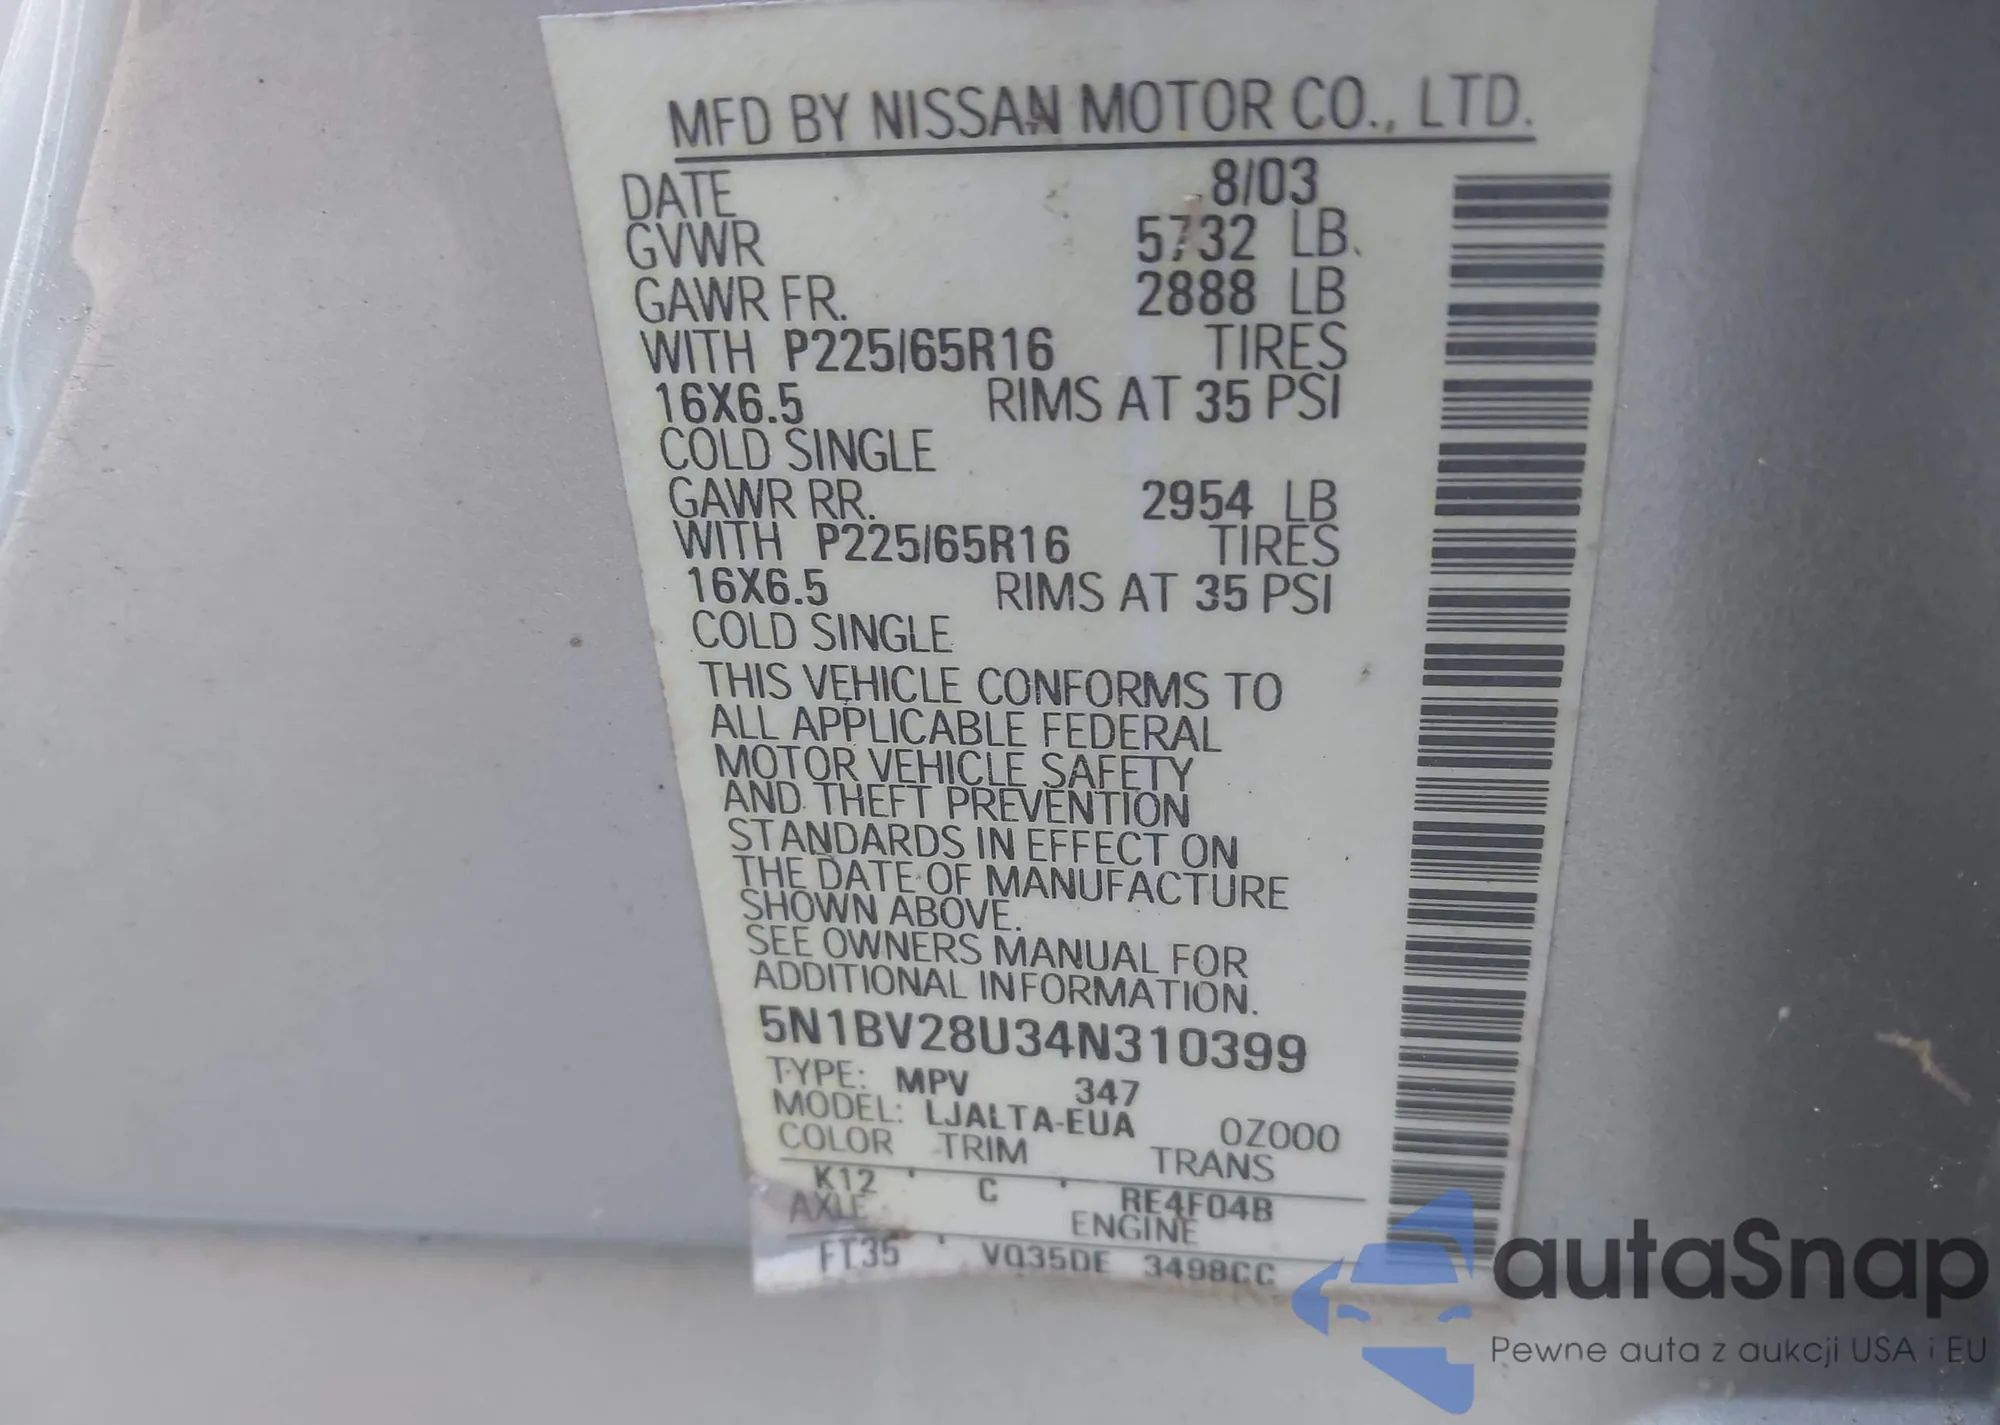 MFD BY NISSAN MOTOR CO., LTD.
DATE 8/03
GVWR 5732 LB
GAWR FR. 2888 LB
WITH P225/65R16 TIRES
16X6.5 RIMS AT 35 PSI
COLD SINGLE
GAWR RR. 2954 LB
WITH P225/65R16 TIRES
16X6.5 RIMS AT 35 PSI
COLD SINGLE
THIS VEHICLE CONFORMS TO
ALL APPLICABLE FEDERAL
MOTOR VEHICLE SAFETY
AND THEFT PREVENTION
STANDARDS IN EFFECT ON
THE DATE OF MANUFACTURE
SHOWN ABOVE.
SEE OWNERS MANUAL FOR
ADDITIONAL INFORMATION.
5N1BV28U34N310399
TYPE: MPV 347
MODEL: LJALTA-EUA 0Z000
COLOR TRIM TRANS
K12 C RE4F04B
AXLE ENGINE
FT35 VQ35DE 3498CC
autaSnap
Pewne auta z aukcji USA i EU